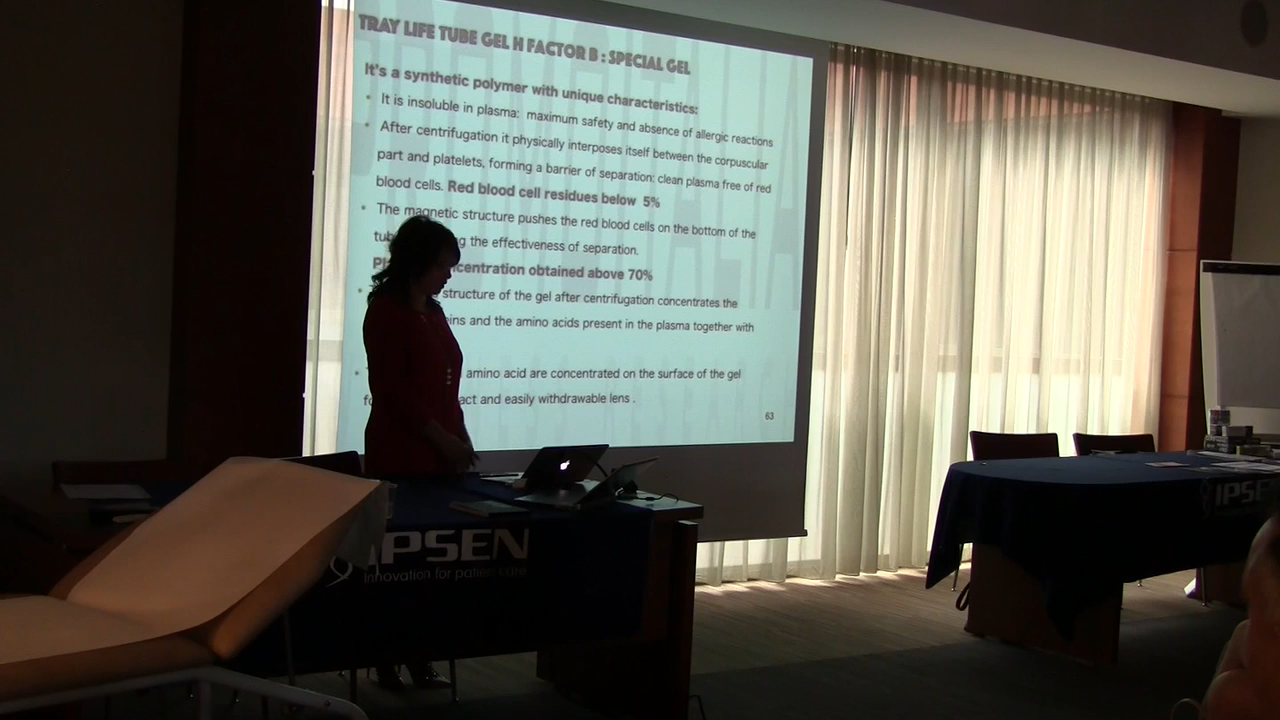 TRAY LIFE TUBE GEL H FACTOR B : SPECIAL GEL
It's a synthetic polymer with unique characteristics:
• It is insoluble in plasma: maximum safety and absence of allergic reactions
• After centrifugation it physically interposes itself between the corpuscular
part and platelets, forming a barrier of separation: clean plasma free of red
blood cells. Red blood cell residues below 5%
• The magnetic structure pushes the red blood cells on the bottom of the
the effectiveness of separation.
obtained above 70%
structure of the gel after centrifugation concentrates the
and the amino acids present in the plasma together with
amino acid are concentrated on the surface of the gel
and easily withdrawable lens .
63
IPSEN
Innovation for patient care
IPSEN